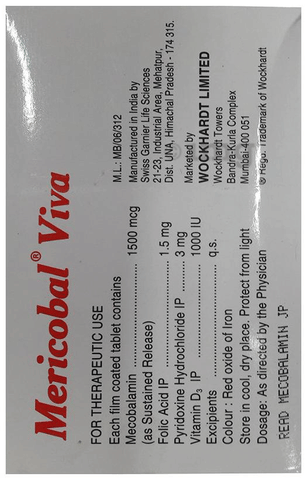 Mericobal® Viva
FOR THERAPEUTIC USE
Each film coated tablet contains
Mecobalamin ........................ 1500 mcg
(as Sustained Release)
Folic Acid IP ........................ 1.5 mg
Pyridoxine Hydrochloride IP ........ 3 mg
Vitamin D₃ IP ........................ 1000 IU
Excipients ........................ q.s.
Colour : Red oxide of Iron
Store in cool, dry place. Protect from light
Dosage: As directed by the Physician
READ MECOBALAMIN JP
M.L.: MB/06/312
Manufactured in India by
Swiss Garnier Life Sciences
21-23, Industrial Area, Mehatpur,
Dist. UNA, Himachal Pradesh - 174 315.
Marketed by
WOCKHARDT LIMITED
Wockhardt Towers
Bandra-Kurla Complex
Mumbai-400 051
® Regd. Trademark of Wockhardt